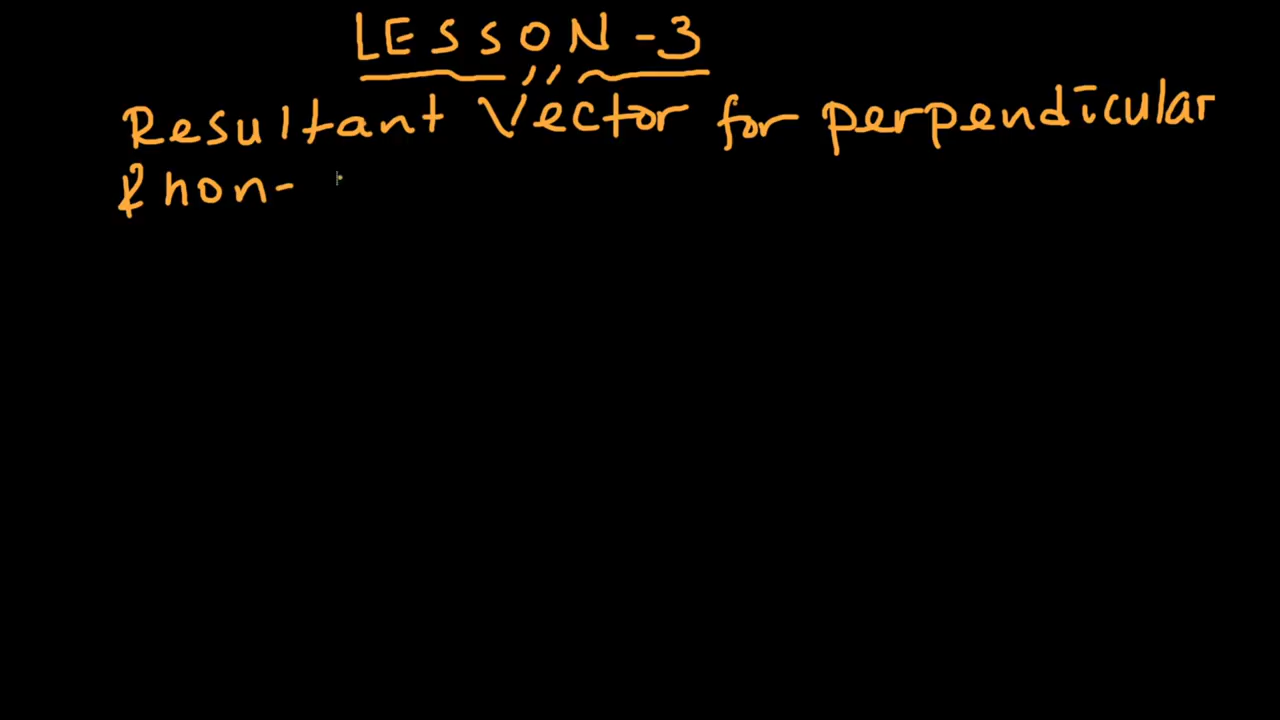 LESSON-3
Resultant Vector for perpendicular
& non-